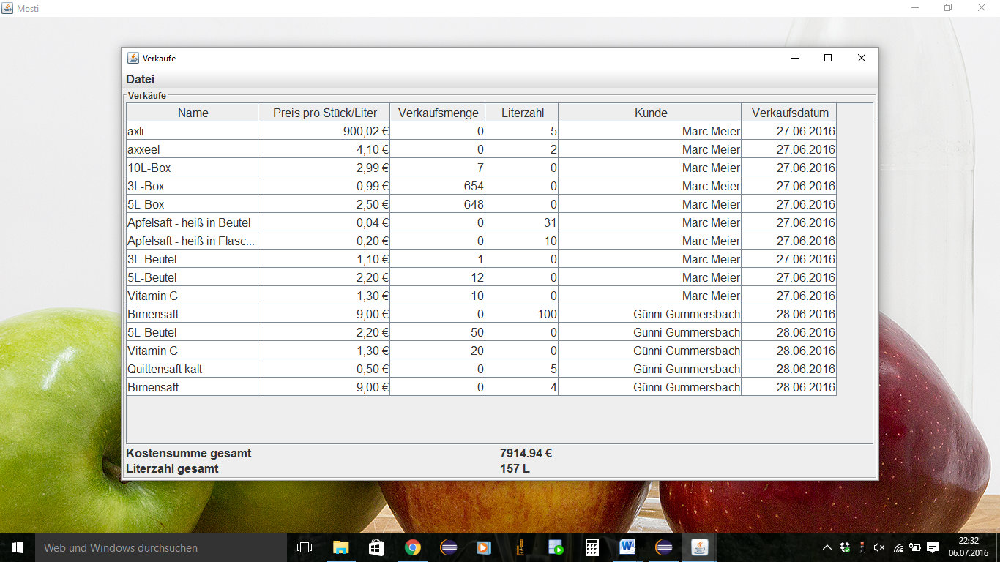 Mosti
Verkäufe
Datei
Verkäufe
Name Preis pro Stück/Liter Verkaufsmenge Literzahl Kunde Verkaufsdatum
axli 900,02 € 0 5 Marc Meier 27.06.2016
axxeel 4,10 € 0 2 Marc Meier 27.06.2016
10L-Box 2,99 € 7 0 Marc Meier 27.06.2016
3L-Box 0,99 € 654 0 Marc Meier 27.06.2016
5L-Box 2,50 € 648 0 Marc Meier 27.06.2016
Apfelsaft - heiß in Beutel 0,04 € 0 31 Marc Meier 27.06.2016
Apfelsaft - heiß in Flasc... 0,20 € 0 10 Marc Meier 27.06.2016
3L-Beutel 1,10 € 1 0 Marc Meier 27.06.2016
5L-Beutel 2,20 € 12 0 Marc Meier 27.06.2016
Vitamin C 1,30 € 10 0 Marc Meier 27.06.2016
Birnensaft 9,00 € 0 100 Günni Gummersbach 28.06.2016
5L-Beutel 2,20 € 50 0 Günni Gummersbach 28.06.2016
Vitamin C 1,30 € 20 0 Günni Gummersbach 28.06.2016
Quittensaft kalt 0,50 € 0 5 Günni Gummersbach 28.06.2016
Birnensaft 9,00 € 0 4 Günni Gummersbach 28.06.2016
Kostensumme gesamt 7914.94 €
Literzahl gesamt 157 L
Web und Windows durchsuchen
22:32
06.07.2016